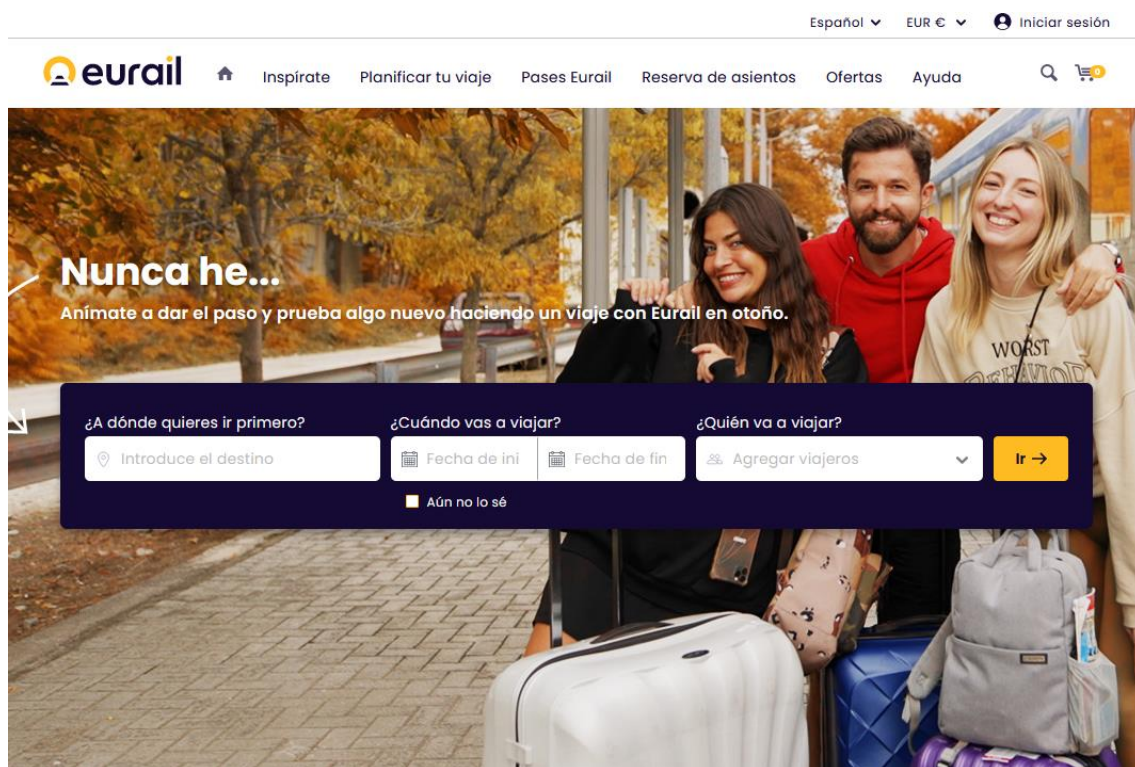 Español EUR € Iniciar sesión
eurail Inspírate Planificar tu viaje Pases Eurail Reserva de asientos Ofertas Ayuda 0
Nunca he...
Anímate a dar el paso y prueba algo nuevo haciendo un viaje con Eurail en otoño.
WORST
BEHAVIOR
¿A dónde quieres ir primero? ¿Cuándo vas a viajar? ¿Quién va a viajar?
Introduce el destino Fecha de ini Fecha de fin Agregar viajeros Ir →
Aún no lo sé